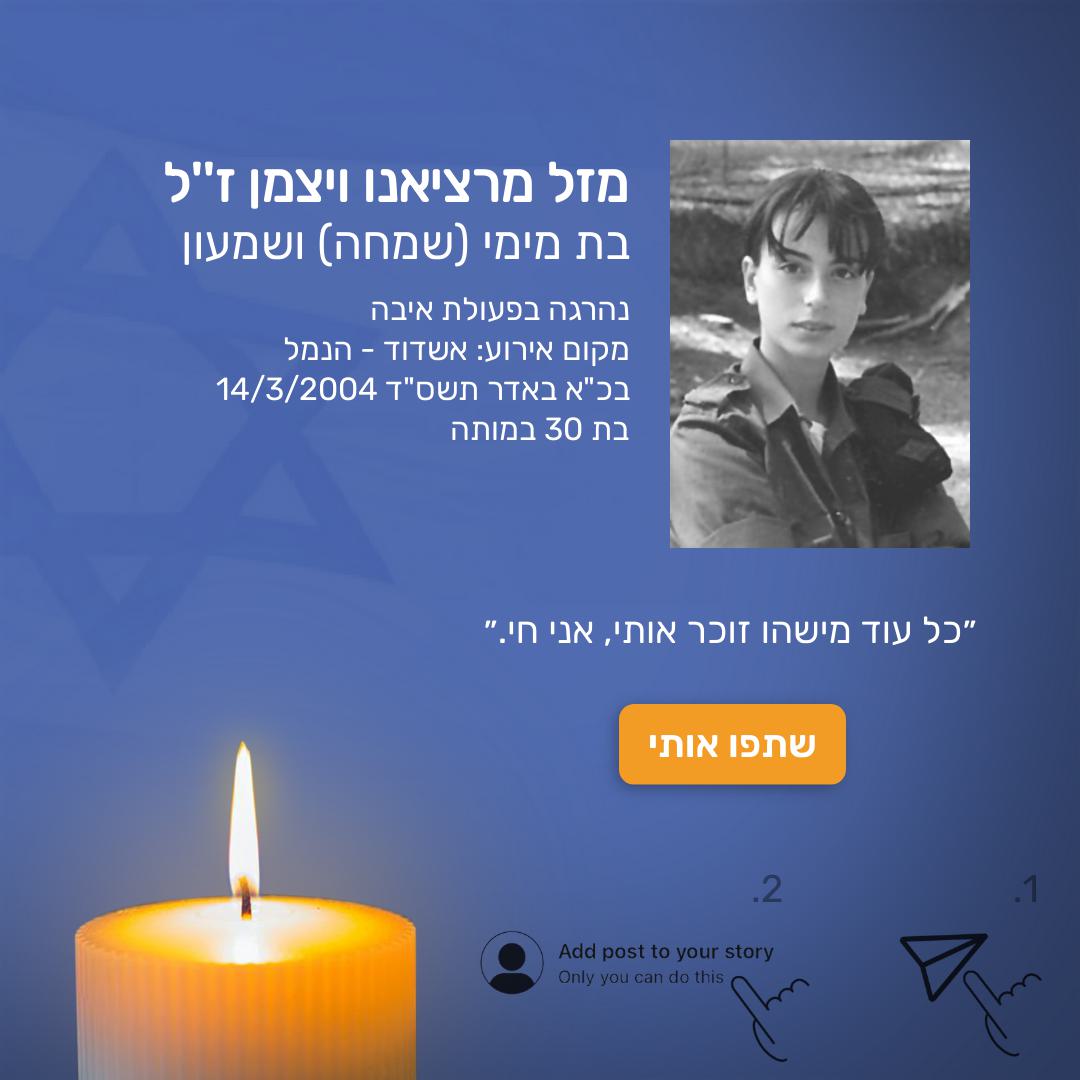 מזל מרציאנו ויצמן ז"ל
בת מימי (שמחה) ושמעון
נהרגה בפעולת איבה
מקום אירוע: אשדוד - הנמל
בכ"א באדר תשס"ד 14/3/2004
בת 30 במותה
״כל עוד מישהו זוכר אותי, אני חי.״
שתפו אותי
1.
2.
Add post to your story
Only you can do this